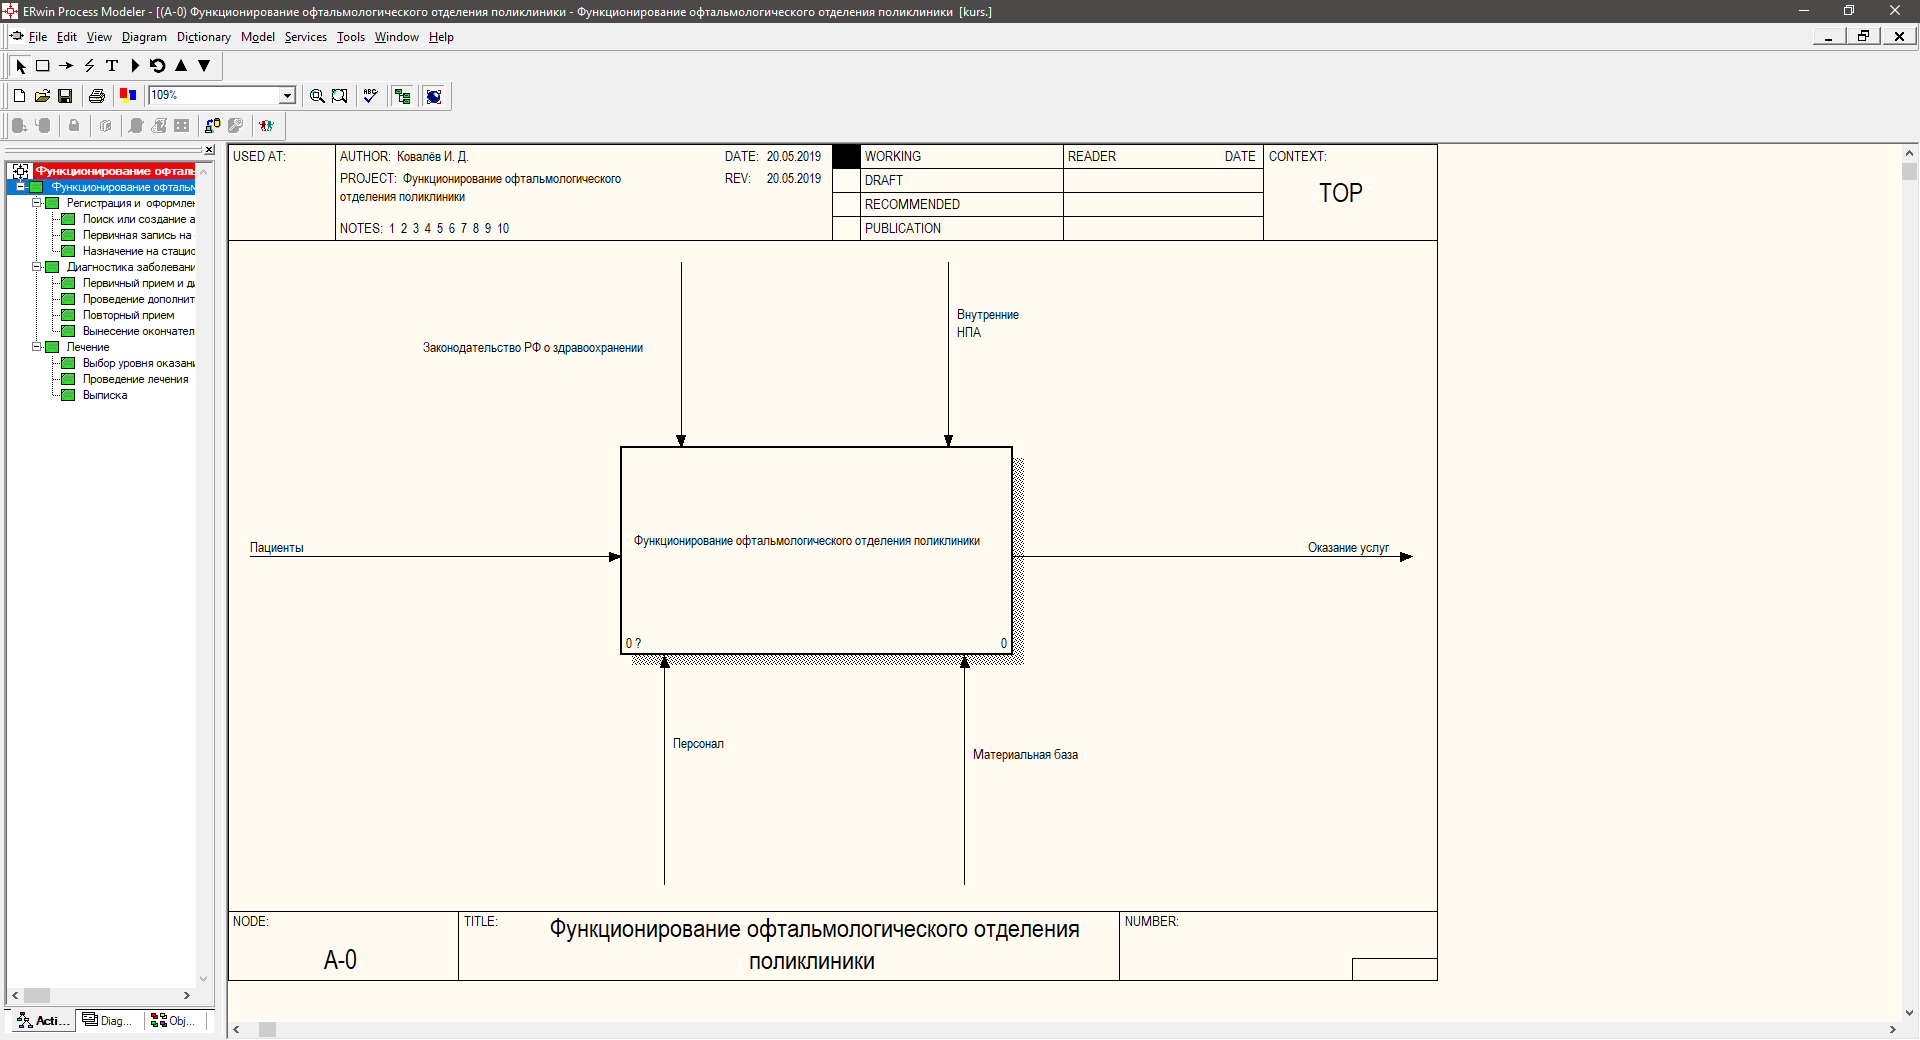 ERwin Process Modeler - [(A-0) Функционирование офтальмологического отделения поликлиники - Функционирование офтальмологического отделения поликлиники  [kurs.]
File Edit View Diagram Dictionary Model Services Tools Window Help
109%
Функционирование офталь
Функционирование офтальм
Регистрация и оформлен
Поиск или создание а
Первичная запись на
Назначение на стацио
Диагностика заболевани
Первичный прием и ди
Проведение дополнит
Повторный прием
Вынесение окончател
Лечение
Выбор уровня оказани
Проведение лечения
Выписка
Acti... Diag... Obj...
USED AT:
AUTHOR: Ковалёв И. Д.
DATE: 20.05.2019
PROJECT: Функционирование офтальмологического
отделения поликлиники
REV: 20.05.2019
NOTES: 1 2 3 4 5 6 7 8 9 10
WORKING
DRAFT
RECOMMENDED
PUBLICATION
READER DATE
CONTEXT:
TOP
Внутренние
НПА
Законодательство РФ о здравоохранении
Функционирование офтальмологического отделения поликлиники
Пациенты
Оказание услуг
0 ? 0
Персонал
Материальная база
NODE:
A-0
TITLE:
Функционирование офтальмологического отделения
поликлиники
NUMBER: